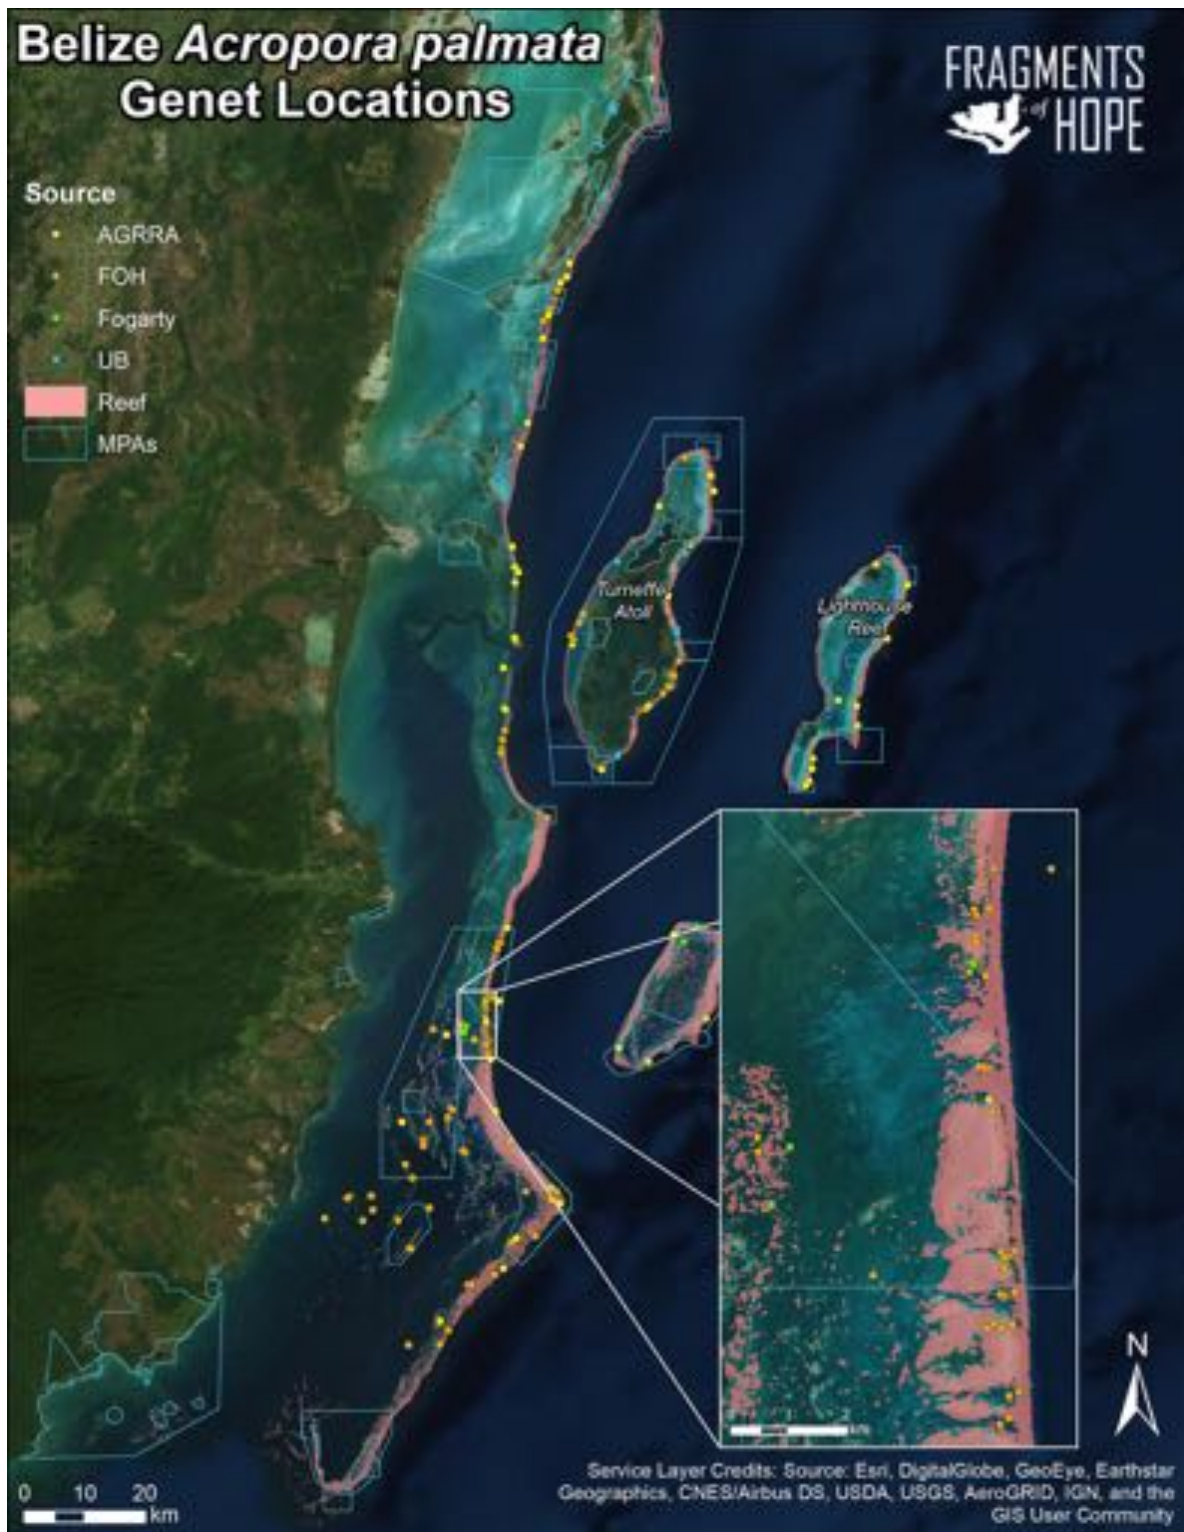 Belize Acropora palmata
Genet Locations
FRAGMENTS
of HOPE
Source
AGRRA
FOH
Fogarty
UB
Reef
MPAs
Turneffe
Atoll
Lighthouse
Reef
N
Service Layer Credits: Source: Esri, DigitalGlobe, GeoEye, Earthstar
Geographics, CNES/Airbus DS, USDA, USGS, AeroGRID, IGN, and the
GIS User Community
0 10 20
km